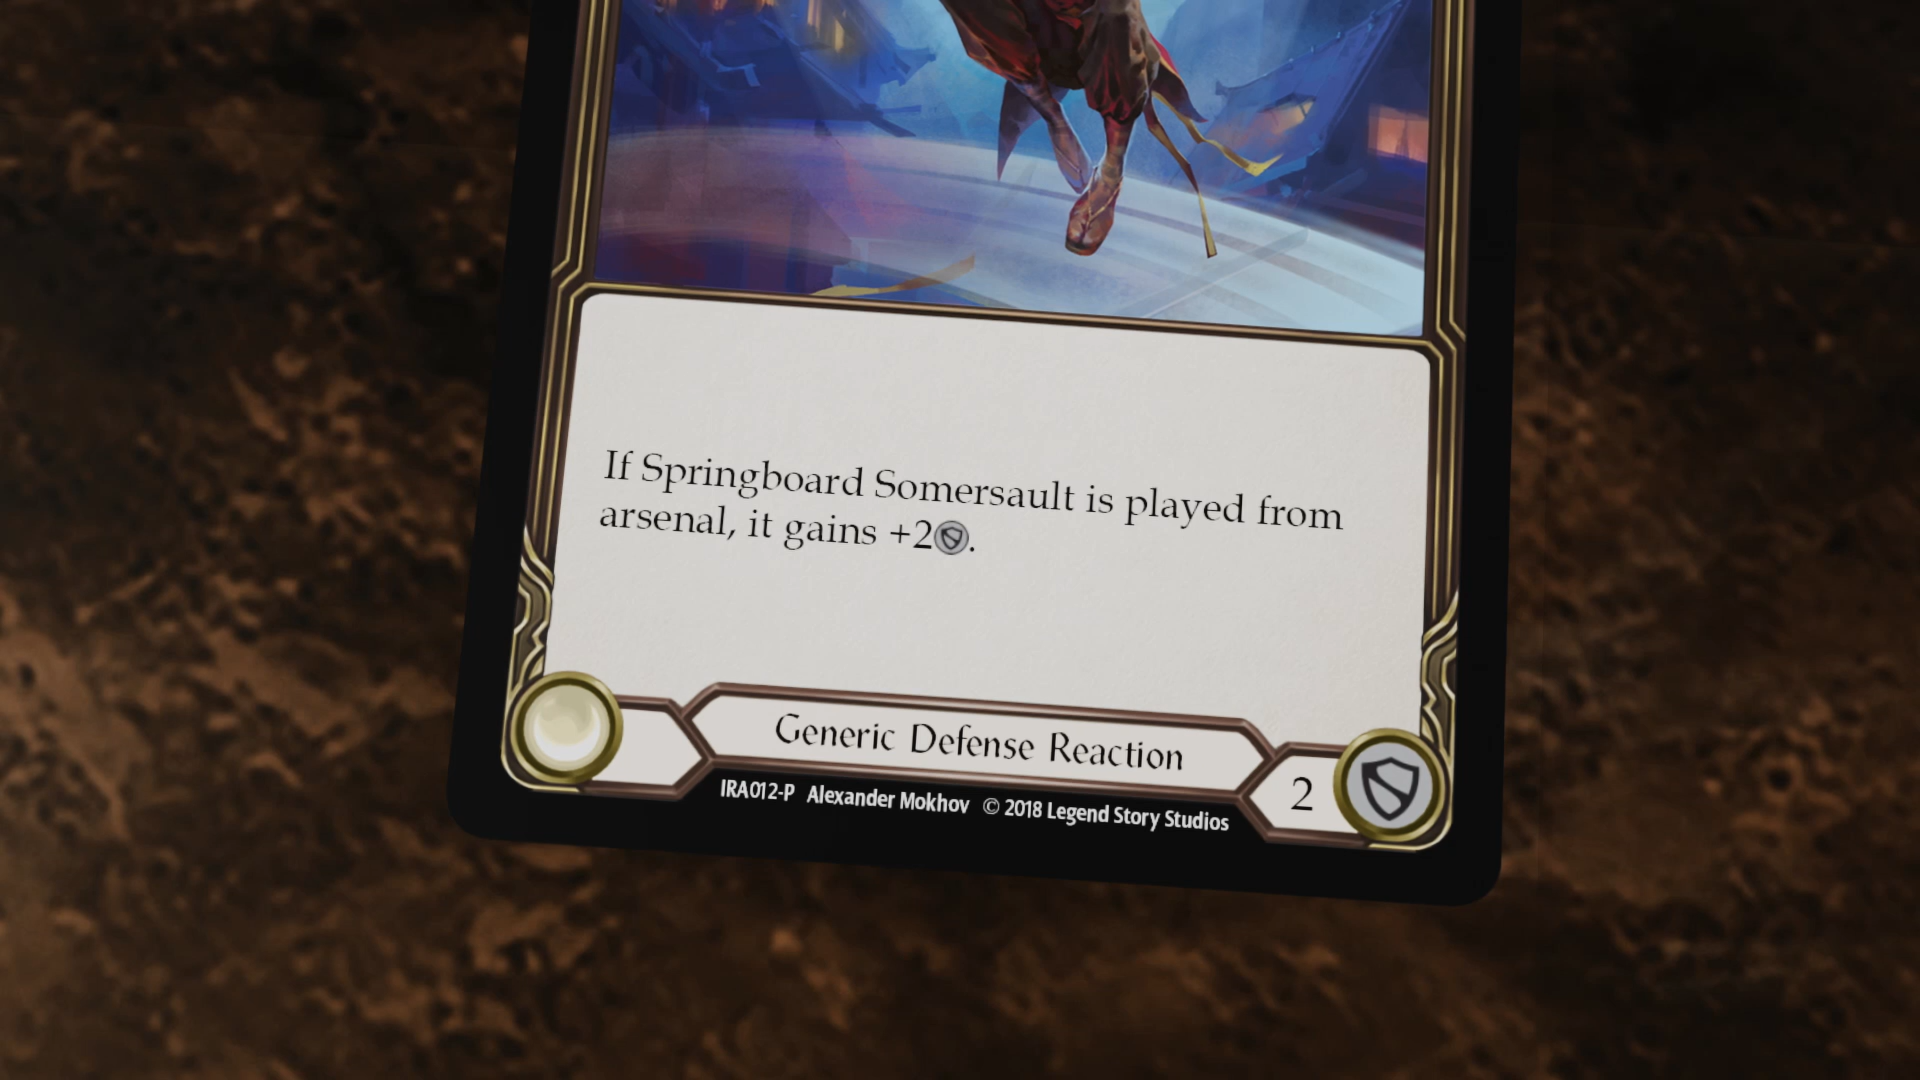 If Springboard Somersault is played from
arsenal, it gains +2.
Generic Defense Reaction
2
IRA012-P Alexander Mokhov © 2018 Legend Story Studios